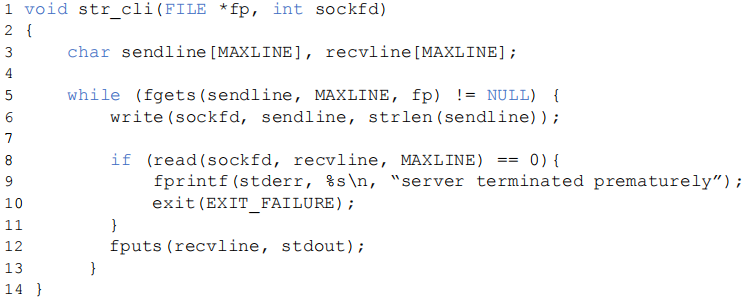 1 void str_cli(FILE *fp, int sockfd)
2 {
3     char sendline[MAXLINE], recvline[MAXLINE];
4
5     while (fgets(sendline, MAXLINE, fp) != NULL) {
6         write(sockfd, sendline, strlen(sendline));
7
8         if (read(sockfd, recvline, MAXLINE) == 0){
9             fprintf(stderr, %s\n, “server terminated prematurely”);
10            exit(EXIT_FAILURE);
11        }
12        fputs(recvline, stdout);
13      }
14 }